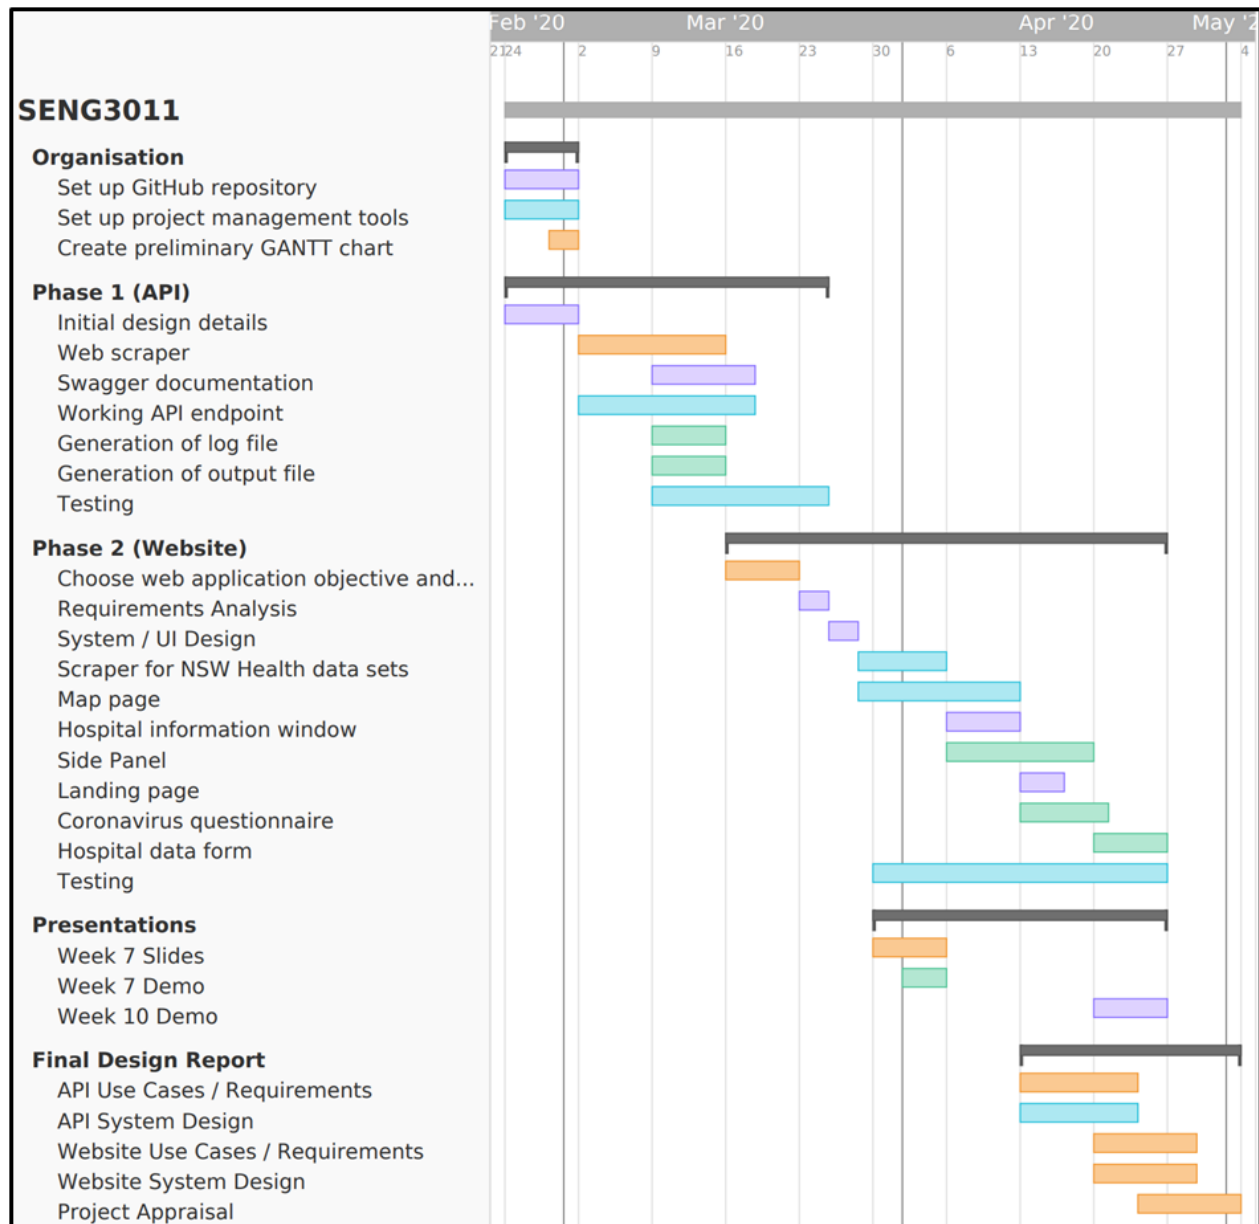 Feb '20 Mar '20 Apr '20 May '2
21 24 2 9 16 23 30 6 13 20 27 4
SENG3011
Organisation
Set up GitHub repository
Set up project management tools
Create preliminary GANTT chart
Phase 1 (API)
Initial design details
Web scraper
Swagger documentation
Working API endpoint
Generation of log file
Generation of output file
Testing
Phase 2 (Website)
Choose web application objective and...
Requirements Analysis
System / UI Design
Scraper for NSW Health data sets
Map page
Hospital information window
Side Panel
Landing page
Coronavirus questionnaire
Hospital data form
Testing
Presentations
Week 7 Slides
Week 7 Demo
Week 10 Demo
Final Design Report
API Use Cases / Requirements
API System Design
Website Use Cases / Requirements
Website System Design
Project Appraisal